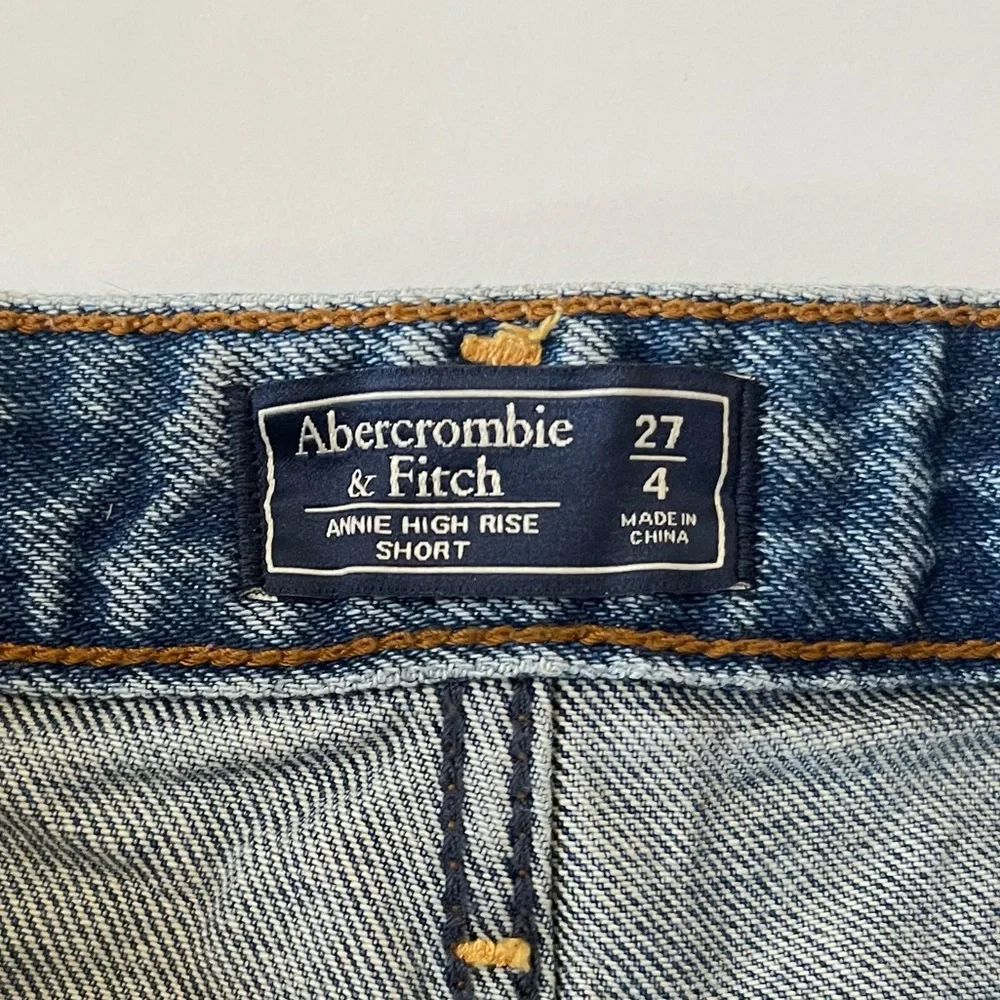 Abercrombie
& Fitch
ANNIE HIGH RISE
SHORT
27
4
MADE IN
CHINA